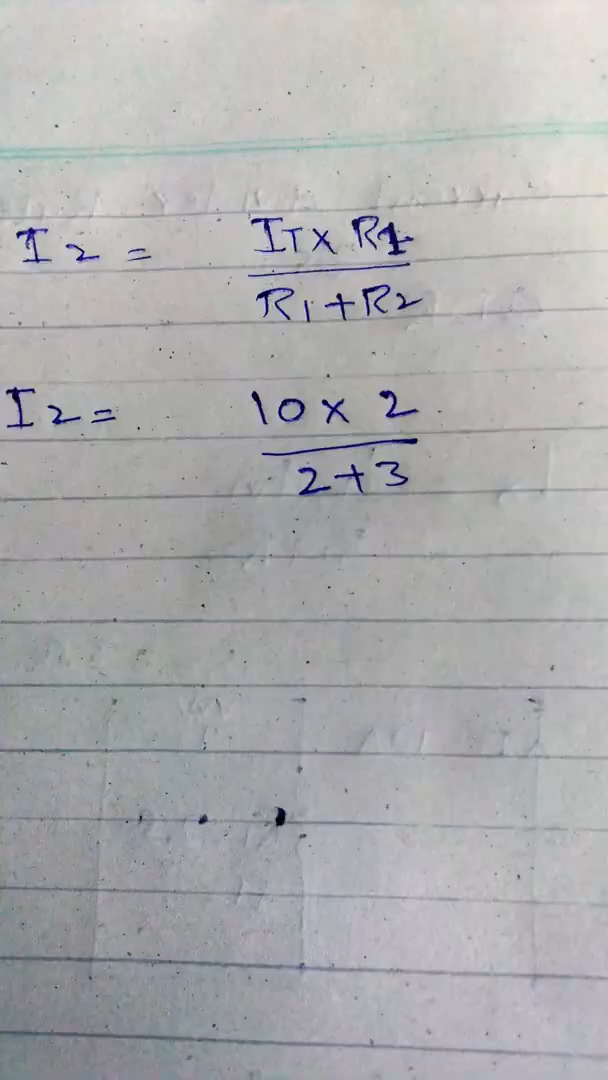 I2 = IT x R1
R1+R2
I2 = 10 x 2
2+3